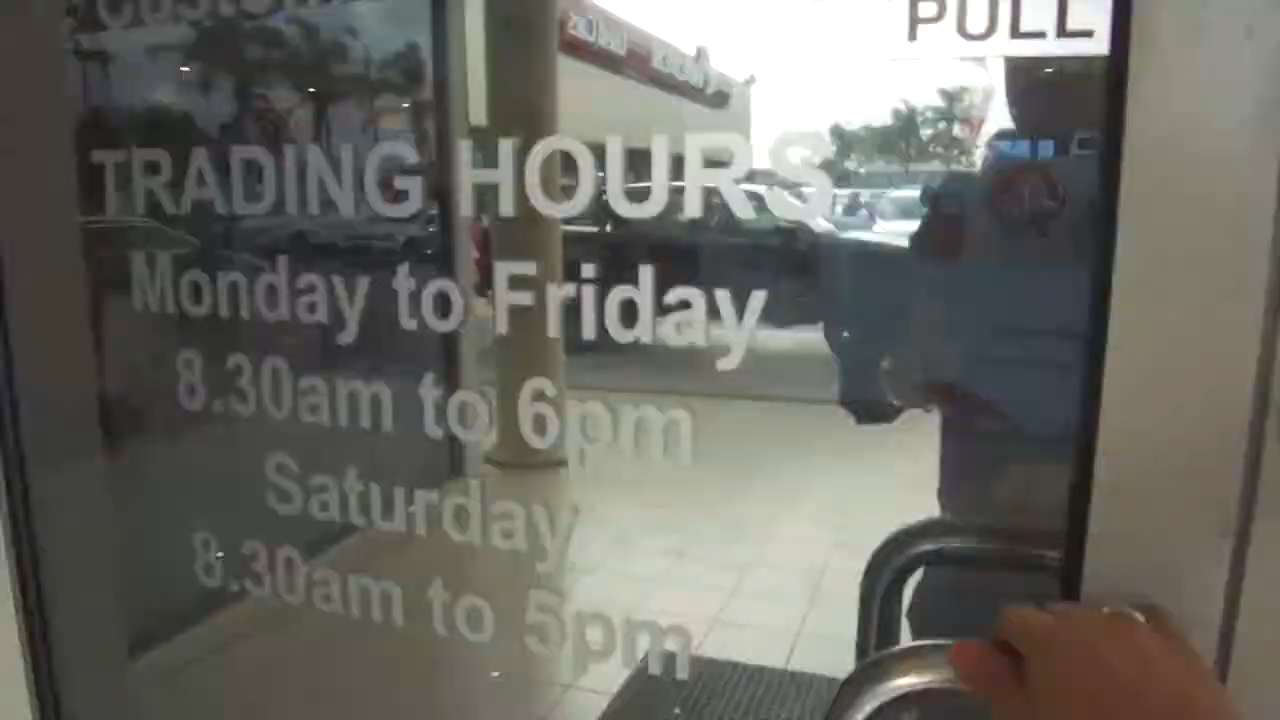 PULL
TRADING HOURS
Monday to Friday
8.30am to 6pm
Saturday
8.30am to 5pm